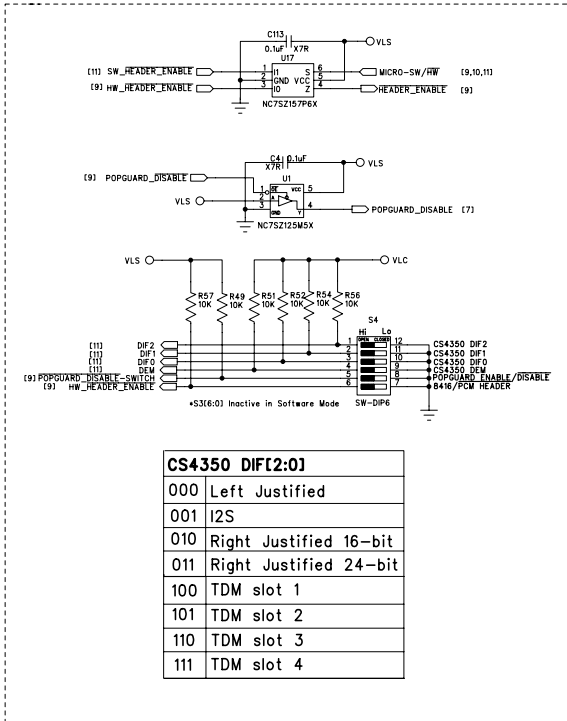 C113
0.1uF X7R
VLS
U17
[11] SW_HEADER_ENABLE 1 I1 S 6 MICRO-SW/HW [9,10,11]
2 GND VCC 5
[9] HW_HEADER_ENABLE 3 I0 Z 4 HEADER_ENABLE [9]
NC7SZ157P6X
C4 0.1uF
X7R
VLS
[9] POPGUARD_DISABLE
U1
1 OE VCC 5
VLS 2 A
3 GND Y 4 POPGUARD_DISABLE [7]
NC7SZ125M5X
VLS
VLC
R57 R49 R51 R52 R54 R56
10K 10K 10K 10K 10K 10K
S4
Hi Lo
OPEN CLOSED
[11] DIF2 1 12 CS4350 DIF2
[11] DIF1 2 11 CS4350 DIF1
[11] DIF0 3 10 CS4350 DIF0
[11] DEM 4 9 CS4350 DEM
[9] POPGUARD_DISABLE-SWITCH 5 8 POPGUARD ENABLE/DISABLE
[9] HW_HEADER_ENABLE 6 7 8416/PCM HEADER
*S3[6:0] Inactive in Software Mode
SW-DIP6
CS4350 DIF[2:0]
000 Left Justified
001 I2S
010 Right Justified 16-bit
011 Right Justified 24-bit
100 TDM slot 1
101 TDM slot 2
110 TDM slot 3
111 TDM slot 4